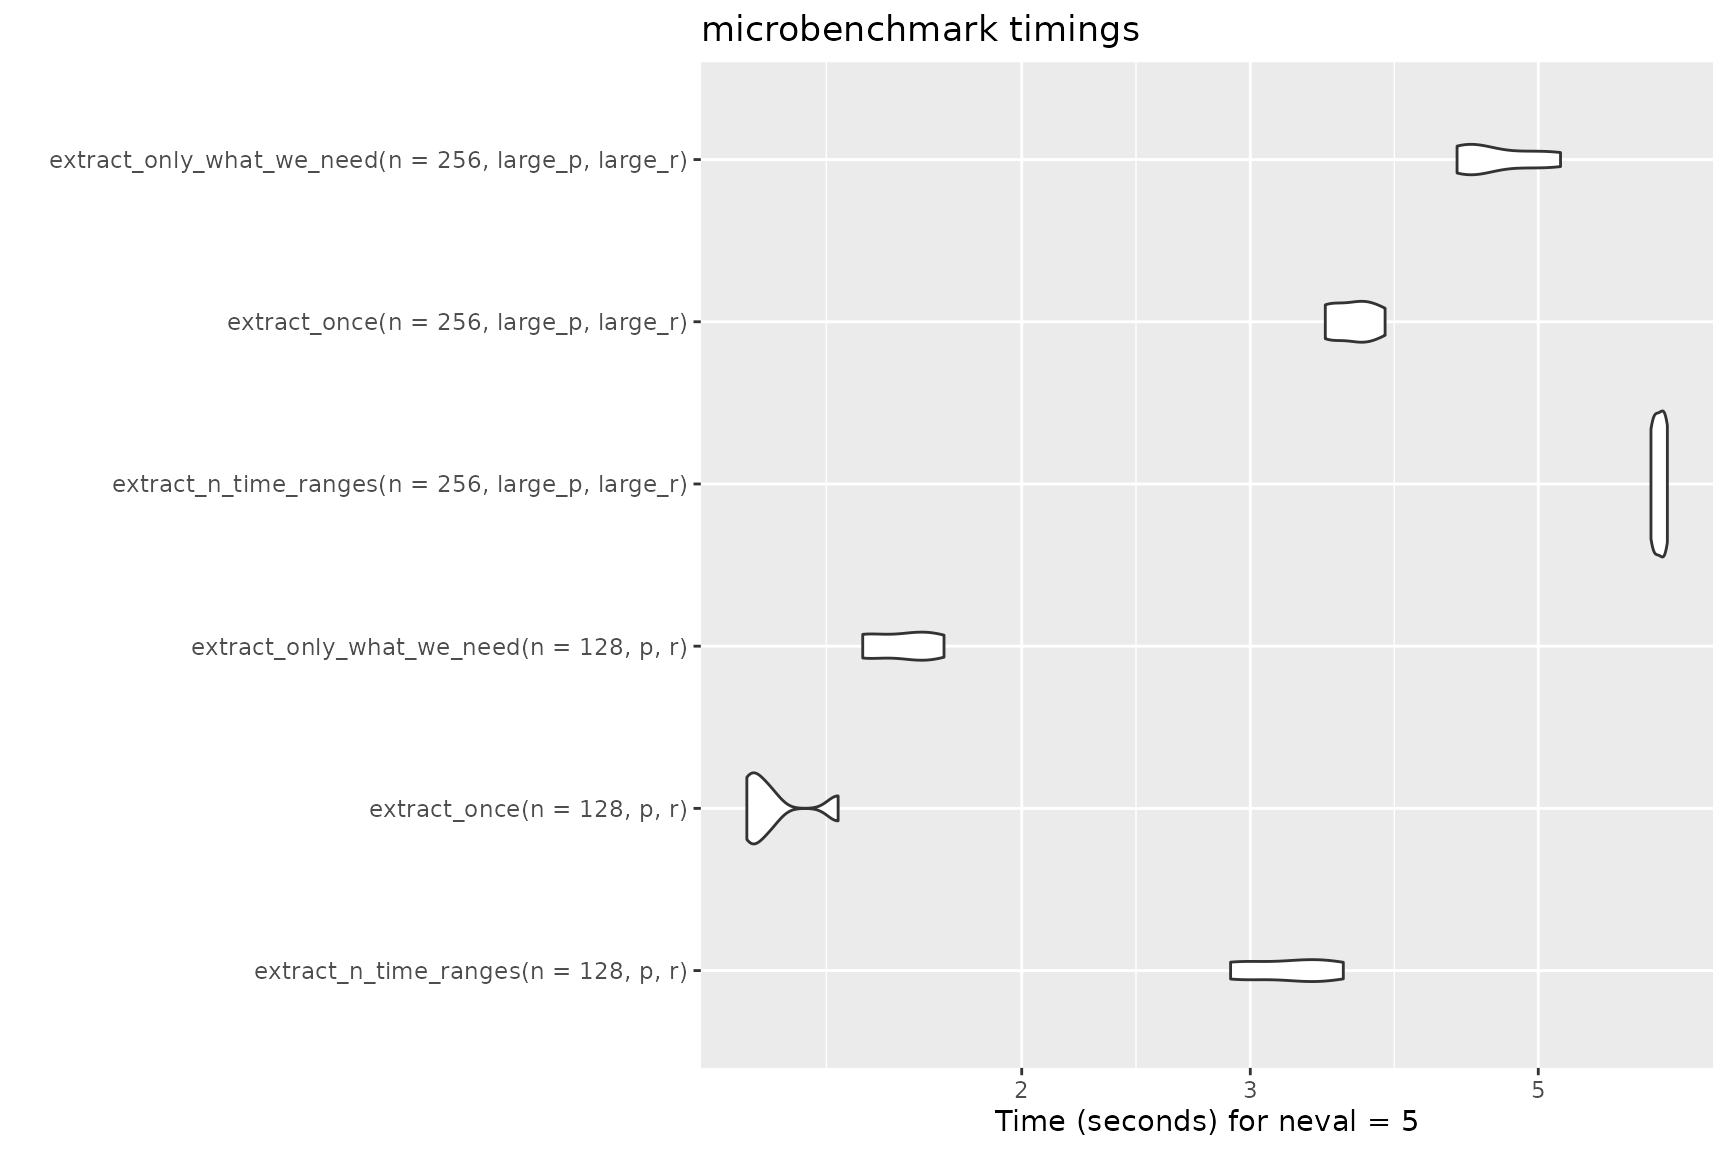 microbenchmark timings
extract_only_what_we_need(n = 256, large_p, large_r)
extract_once(n = 256, large_p, large_r)
extract_n_time_ranges(n = 256, large_p, large_r)
extract_only_what_we_need(n = 128, p, r)
extract_once(n = 128, p, r)
extract_n_time_ranges(n = 128, p, r)
2 3 5
Time (seconds) for neval = 5